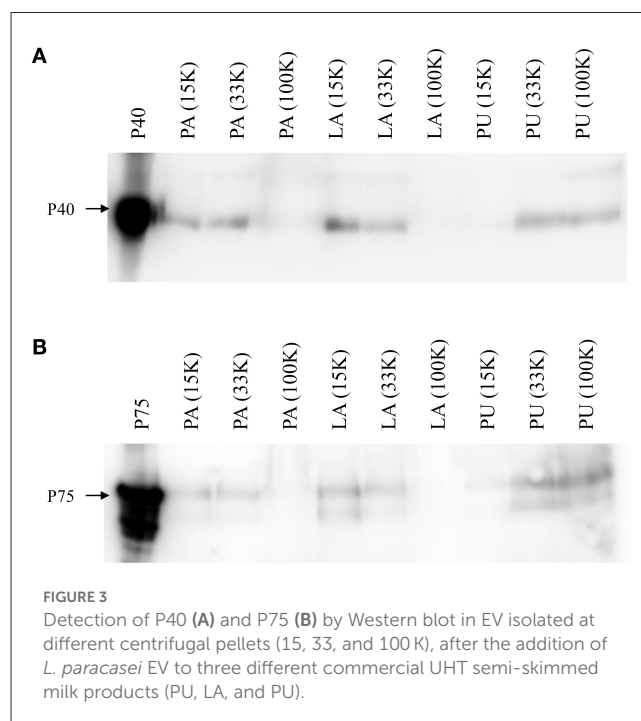 A
P40
PA (15K)
PA (33K)
PA (100K)
LA (15K)
LA (33K)
LA (100K)
PU (15K)
PU (33K)
PU (100K)
P40
B
P75
PA (15K)
PA (33K)
PA (100K)
LA (15K)
LA (33K)
LA (100K)
PU (15K)
PU (33K)
PU (100K)
P75
FIGURE 3
Detection of P40 (A) and P75 (B) by Western blot in EV isolated at
different centrifugal pellets (15, 33, and 100 K), after the addition of
L. paracasei EV to three different commercial UHT semi-skimmed
milk products (PU, LA, and PU).